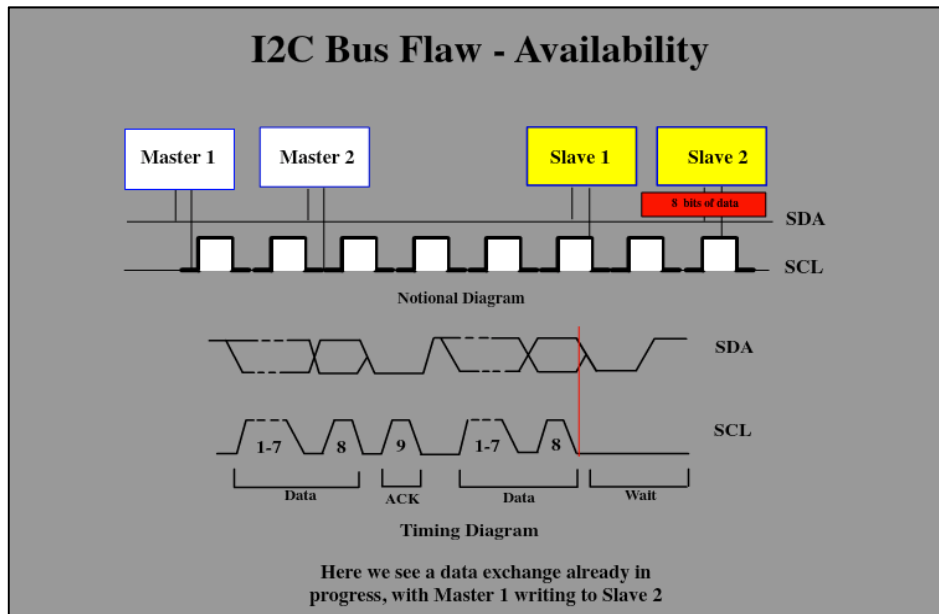 I2C Bus Flaw - Availability
Master 1
Master 2
Slave 1
Slave 2
8 bits of data
SDA
SCL
Notional Diagram
SDA
SCL
1-7
8
9
1-7
8
Data
ACK
Data
Wait
Timing Diagram
Here we see a data exchange already in
progress, with Master 1 writing to Slave 2